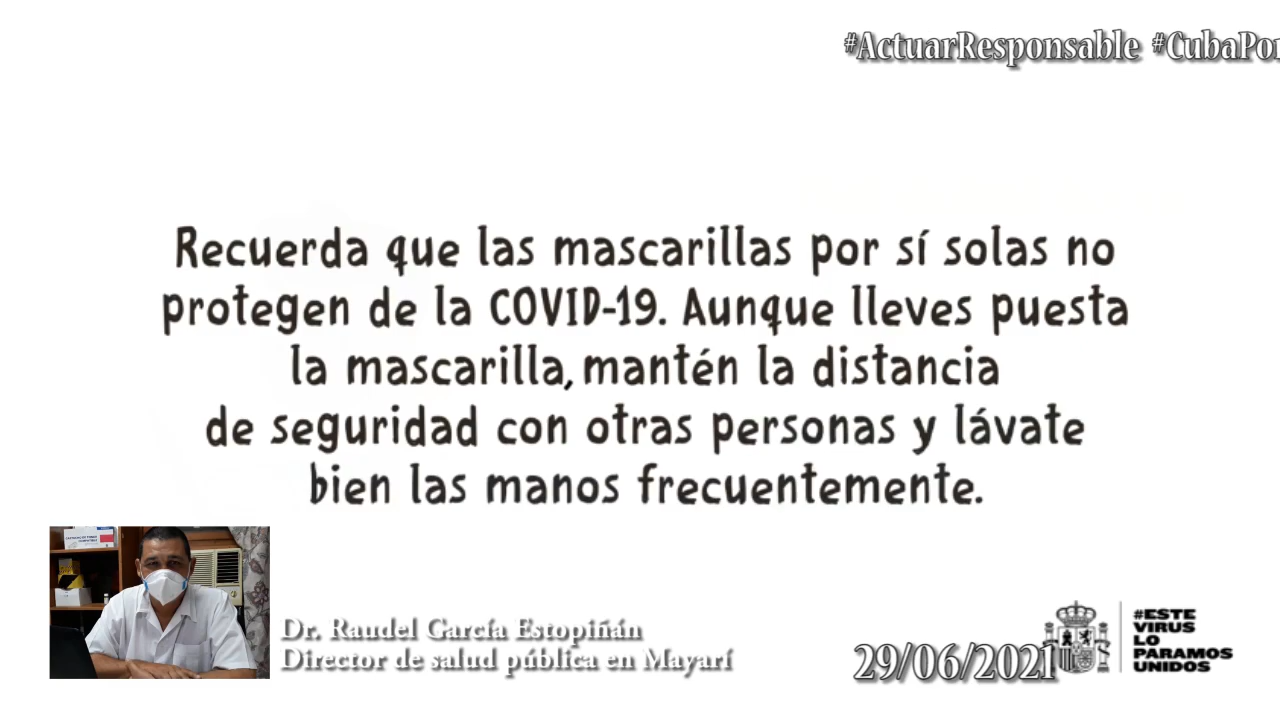 #ActuarResponsable #CubaPor
Recuerda que las mascarillas por sí solas no
protegen de la COVID-19. Aunque lleves puesta
la mascarilla, mantén la distancia
de seguridad con otras personas y lávate
bien las manos frecuentemente.
Dr. Raudel García Estopiñán
Director de salud pública en Mayarí
29/06/2021
#ESTE
VIRUS
LO
PARAMOS
UNIDOS